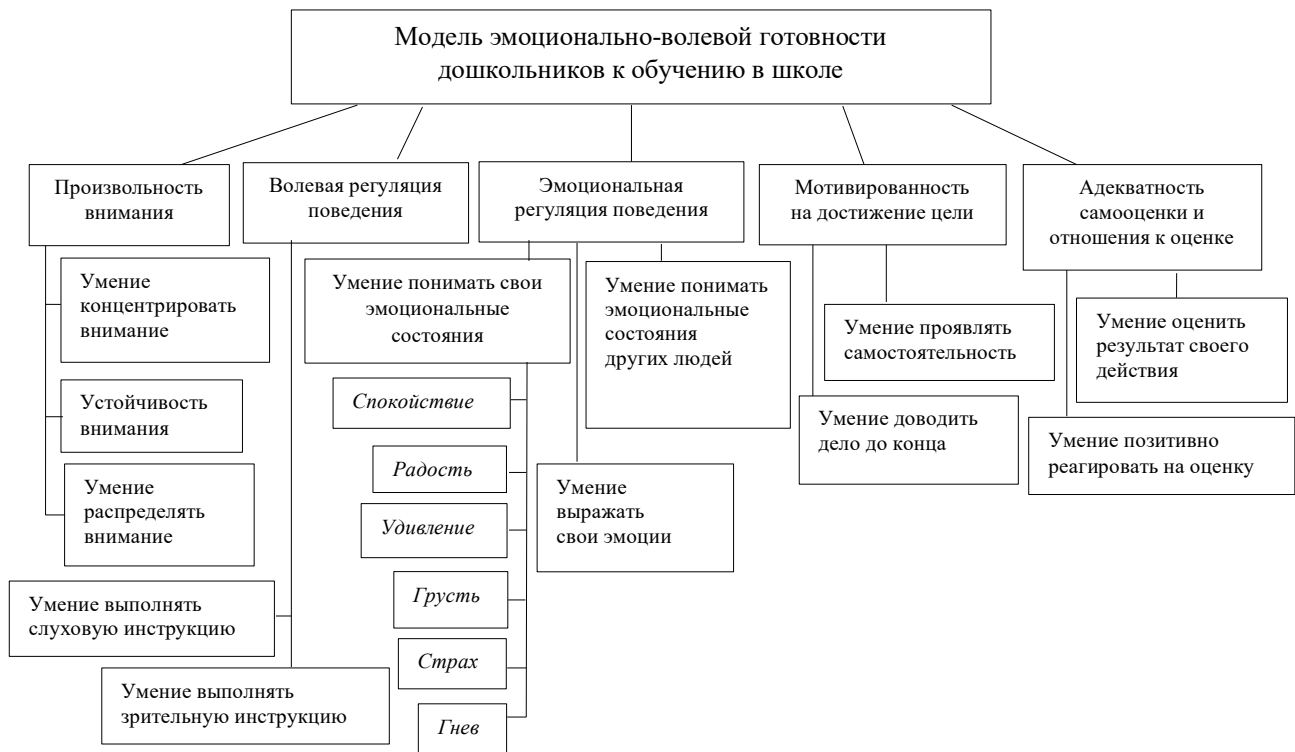 Модель эмоционально-волевой готовности
дошкольников к обучению в школе
Произвольность
внимания
Волевая регуляция
поведения
Эмоциональная
регуляция поведения
Мотивированность
на достижение цели
Адекватность
самооценки и
отношения к оценке
Умение
концентрировать
внимание
Устойчивость
внимания
Умение
распределять
внимание
Умение выполнять
слуховую инструкцию
Умение выполнять
зрительную инструкцию
Умение понимать свои
эмоциональные
состояния
Спокойствие
Радость
Удивление
Грусть
Страх
Гнев
Умение понимать
эмоциональные
состояния
других людей
Умение
выражать
свои эмоции
Умение проявлять
самостоятельность
Умение доводить
дело до конца
Умение оценить
результат своего
действия
Умение позитивно
реагировать на оценку